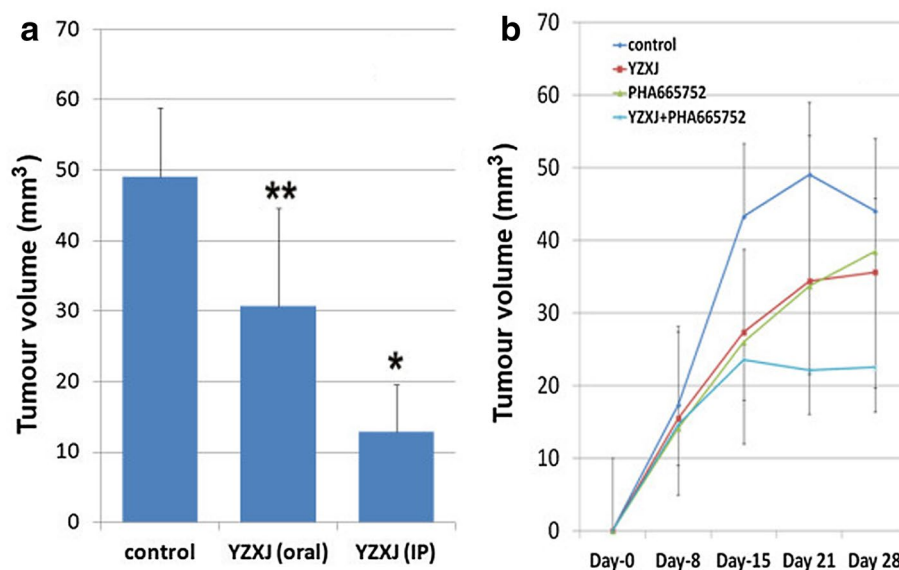 a
Tumour volume (mm³)
70
60
50
40
30
20
10
0
**
*
control
YZXJ (oral)
YZXJ (IP)
b
Tumour volume (mm³)
70
60
50
40
30
20
10
0
control
YZXJ
PHA665752
YZXJ+PHA665752
Day-0
Day-8
Day-15
Day 21
Day 28